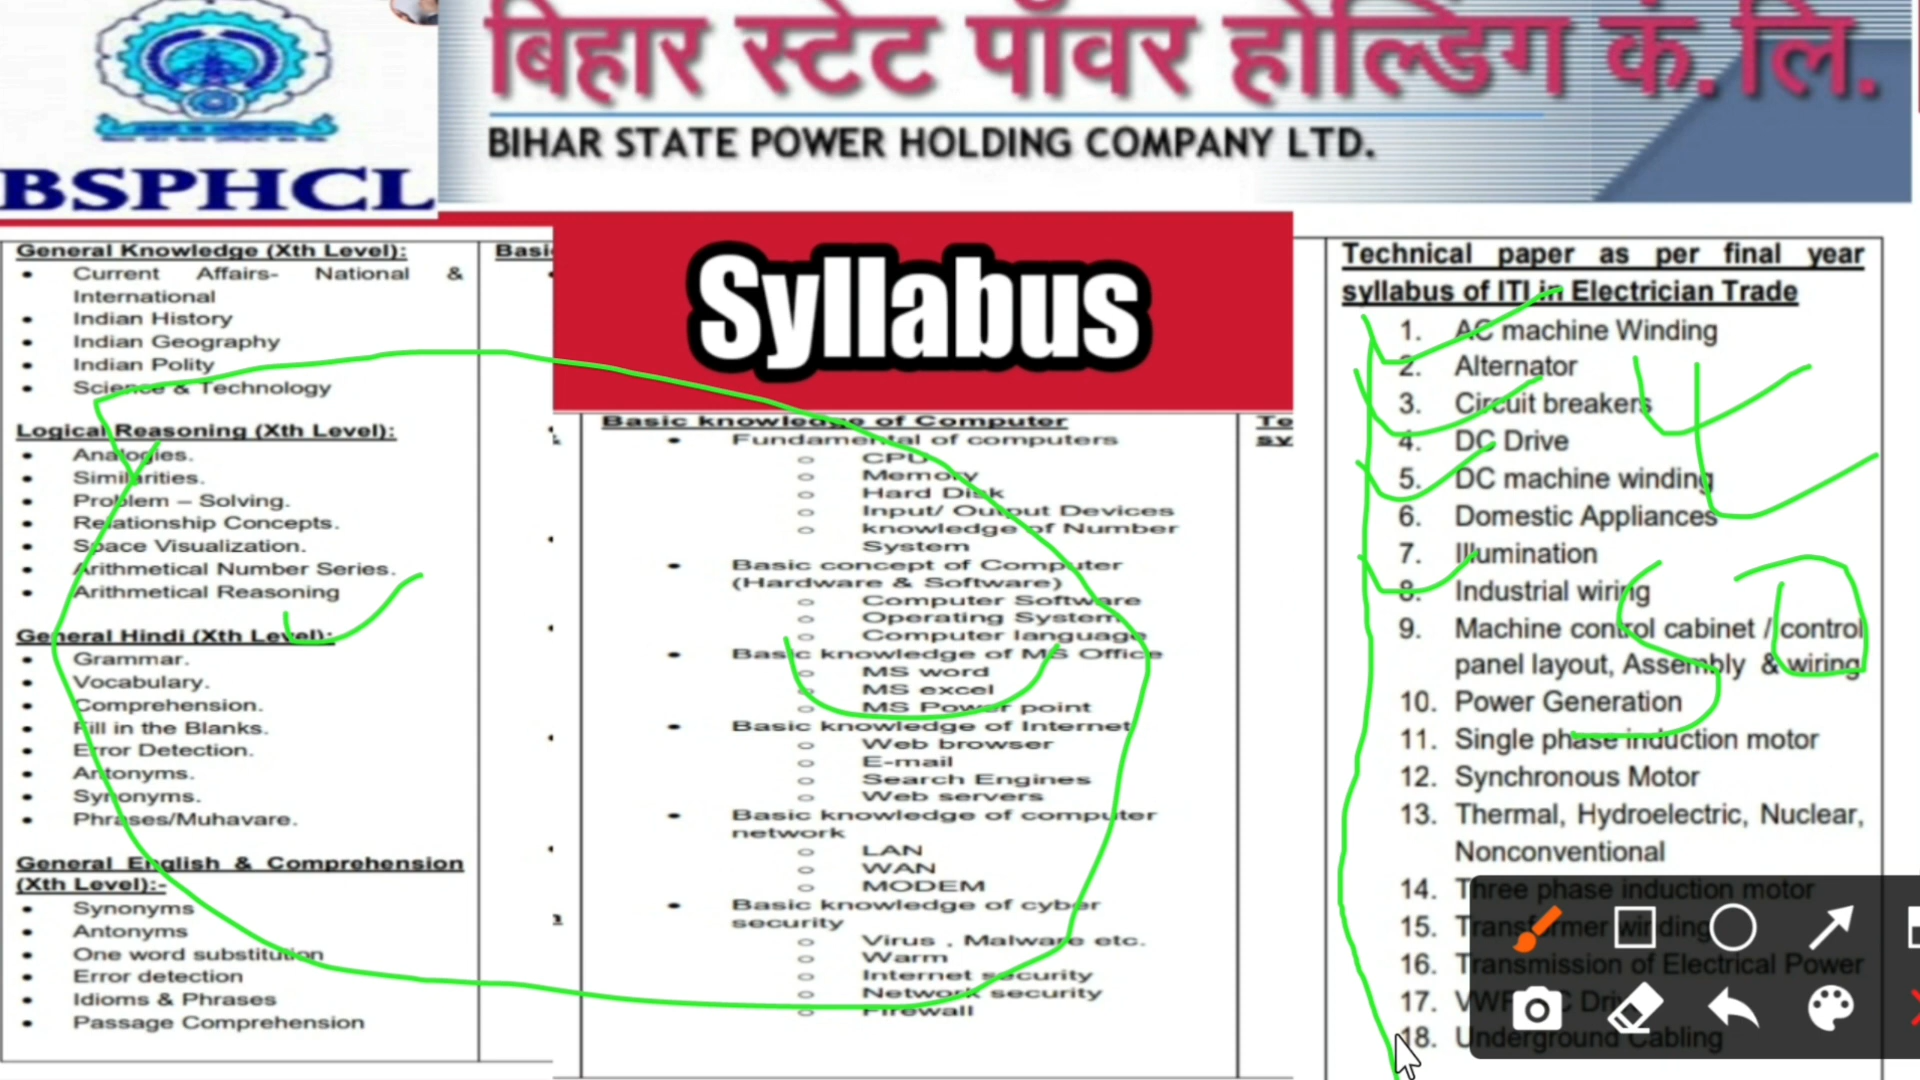 बिहार स्टेट पॉवर होल्डिंग कं.लि.
BIHAR STATE POWER HOLDING COMPANY LTD.
BSPHCL
Syllabus
General Knowledge (Xth Level):
Current Affairs- National &
International
Indian History
Indian Geography
Indian Polity
Science & Technology
Logical Reasoning (Xth Level):
Analogies.
Similarities.
Problem – Solving.
Relationship Concepts.
Space Visualization.
Arithmetical Number Series.
Arithmetical Reasoning
General Hindi (Xth Level):
Grammar.
Vocabulary.
Comprehension.
Fill in the Blanks.
Error Detection.
Antonyms.
Synonyms.
Phrases/Muhavare.
General English & Comprehension
(Xth Level):-
Synonyms
Antonyms
One word substitution
Error detection
Idioms & Phrases
Passage Comprehension
Basi
Basic knowledge of Computer
Fundamental of computers
CPU
Memory
Hard Disk
Input/ Output Devices
knowledge of Number
System
Basic concept of Computer
(Hardware & Software)
Computer Software
Operating System
Computer language
Basic knowledge of MS Office
MS word
MS excel
MS Power point
Basic knowledge of Internet
Web browser
E-mail
Search Engines
Web servers
Basic knowledge of computer
network
LAN
WAN
MODEM
Basic knowledge of cyber
security
Virus , Malware etc.
Warm
Internet security
Network security
Firewall
Te
sy
Technical paper as per final year
syllabus of ITI in Electrician Trade
1. AC machine Winding
2. Alternator
3. Circuit breakers
4. DC Drive
5. DC machine winding
6. Domestic Appliances
7. Illumination
8. Industrial wiring
9. Machine control cabinet / control
panel layout, Assembly & wiring
10. Power Generation
11. Single phase induction motor
12. Synchronous Motor
13. Thermal, Hydroelectric, Nuclear,
Nonconventional
14. Three phase induction motor
15. Transformer winding
16. Transmission of Electrical Power
17.
18. Underground Cabling